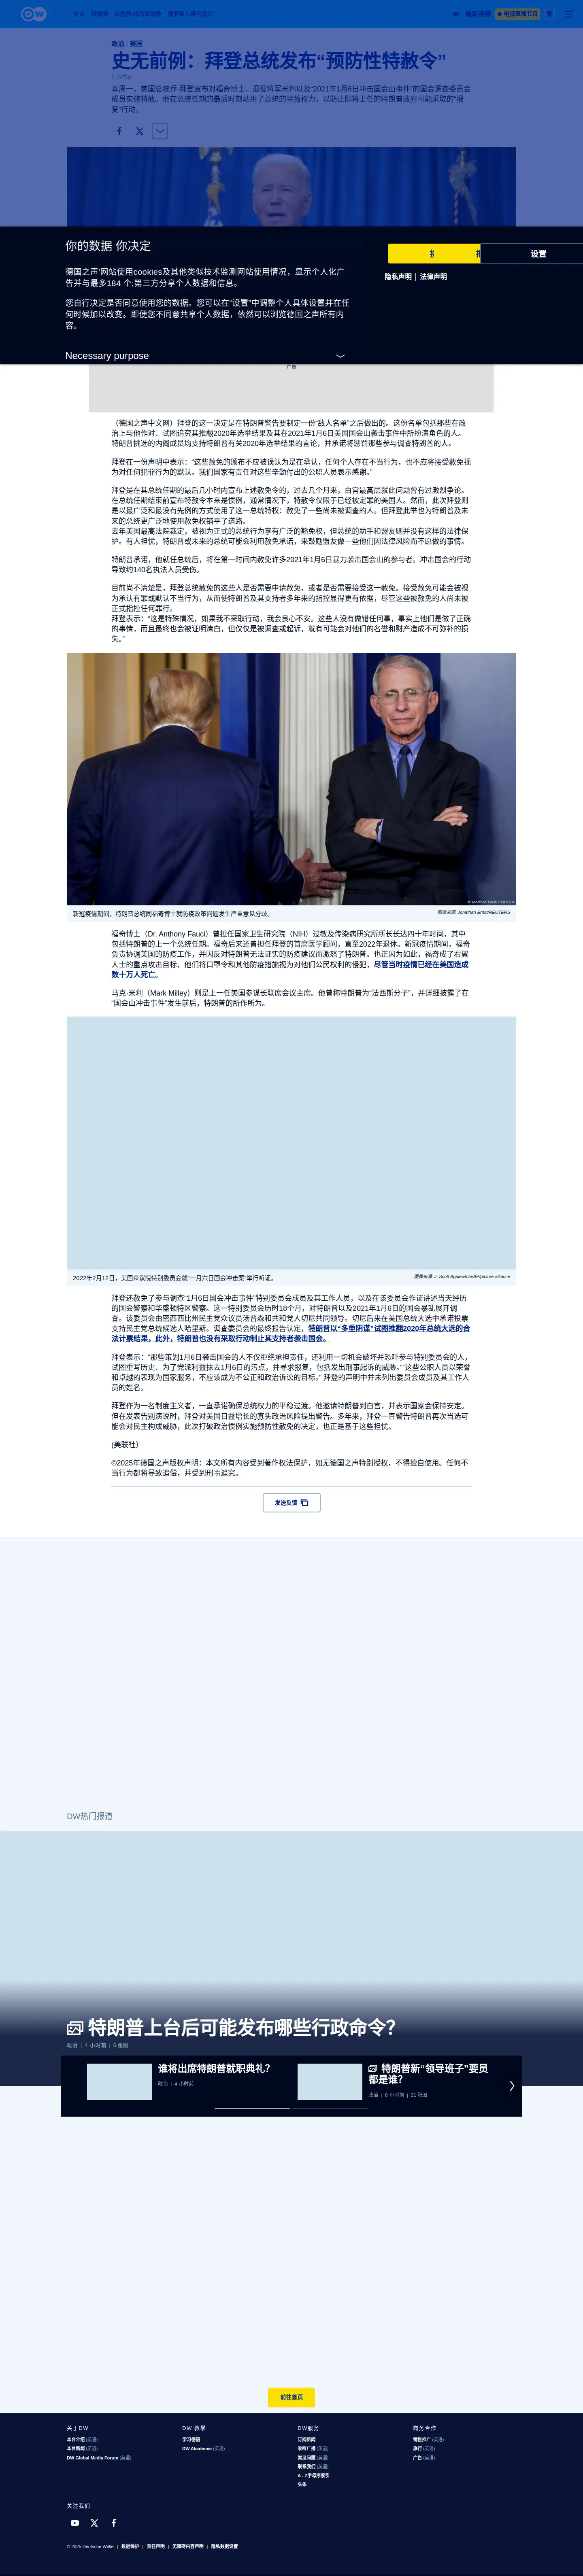 DW
特朗普
以色列-哈马斯战争
俄罗斯入侵乌克兰
最新视频
电视直播节目
政治 | 美国
史无前例：拜登总统发布“预防性特赦令”
本周一，美国总统乔·拜登宣布对福奇博士、退役将军米利以及“2021年1月6日冲击国会山事件”的国会调查委员会
成员实施特赦。他在总统任期的最后时刻动用了总统的特赦权力，以防止即将上任的特朗普政府可能采取的“报
复”行动。
你的数据 你决定
设置
隐私声明 | 法律声明
德国之声‘网站使用cookies及其他类似技术监测网站使用情况，显示个人化广
告并与最多184 个;第三方分享个人数据和信息。
您自行决定是否同意使用您的数据。您可以在“设置”中调整个人具体设置并在任
何时候加以改变。即便您不同意共享个人数据，依然可以浏览德国之声所有内
容。
Necessary purpose
广告
（德国之声中文网）拜登的这一决定是在特朗普警告要制定一份“敌人名单”之后做出的。这份名单包括那些在政
治上与他作对、试图追究其推翻2020年选举结果及其在2021年1月6日美国国会山袭击事件中所扮演角色的人。
特朗普挑选的内阁成员均支持特朗普有关2020年选举结果的言论，并承诺将惩罚那些参与调查特朗普的人。
拜登在一份声明中表示：“这些赦免的颁布不应被误认为是在承认，任何个人存在不当行为，也不应将接受赦免视
为对任何犯罪行为的默认。我们国家有责任对这些辛勤付出的公职人员表示感谢。”
拜登是在其总统任期的最后几小时内宣布上述赦免令的，过去几个月来，白宫最高层就此问题曾有过激烈争论。
在总统任期结束前宣布特赦令本来是惯例，通常情况下，特赦令仅限于已经被定罪的美国人。然而，此次拜登则
是以最广泛和最没有先例的方式使用了这一总统特权：赦免了一些尚未被调查的人。但拜登此举也为特朗普及未
来的总统更广泛地使用赦免权铺平了道路。
去年美国最高法院裁定，被视为正式的总统行为享有广泛的豁免权，但总统的助手和盟友则并没有这样的法律保
护。有人担忧，特朗普或未来的总统可能会利用赦免承诺，来鼓励盟友做一些他们因法律风险而不愿做的事情。
特朗普承诺，他就任总统后，将在第一时间内赦免许多2021年1月6日暴力袭击国会山的参与者。冲击国会的行动
导致约140名执法人员受伤。
目前尚不清楚是，拜登总统赦免的这些人是否需要申请赦免，或者是否需要接受这一赦免。接受赦免可能会被视
为承认有罪或默认不当行为，从而使特朗普及其支持者多年来的指控显得更有依据，尽管这些被赦免的人尚未被
正式指控任何罪行。
拜登表示：“这是特殊情况，如果我不采取行动，我会良心不安。这些人没有做错任何事，事实上他们是做了正确
的事情，而且最终也会被证明清白，但仅仅是被调查或起诉，就有可能会对他们的名誉和财产造成不可弥补的损
失。”
© Jonathan Ernst/REUTERS
新冠疫情期间，特朗普总统同福奇博士就防疫政策问题发生严重意见分歧。
图像来源: Jonathan Ernst/REUTERS
福奇博士（Dr. Anthony Fauci）曾担任国家卫生研究院（NIH）过敏及传染病研究所所长长达四十年时间，其中
包括特朗普的上一个总统任期。福奇后来还曾担任拜登的首席医学顾问，直至2022年退休。新冠疫情期间，福奇
负责协调美国的防疫工作，并因反对特朗普无法证实的防疫建议而激怒了特朗普。也正因为如此，福奇成了右翼
人士的重点攻击目标，他们将口罩令和其他防疫措施视为对他们公民权利的侵犯，尽管当时疫情已经在美国造成
数十万人死亡。
马克·米利（Mark Milley）则是上一任美国参谋长联席会议主席。他曾称特朗普为“法西斯分子”，并详细披露了在
“国会山冲击事件”发生前后，特朗普的所作所为。
2022年2月12日，美国众议院特别委员会就“一月六日国会冲击案”举行听证。
图像来源: J. Scott Applewhite/AP/picture alliance
拜登还赦免了参与调查“1月6日国会冲击事件”特别委员会成员及其工作人员，以及在该委员会作证讲述当天经历
的国会警察和华盛顿特区警察。这一特别委员会历时18个月，对特朗普以及2021年1月6日的国会暴乱展开调
查。该委员会由密西西比州民主党众议员汤普森和共和党人切尼共同领导。切尼后来在美国总统大选中承诺投票
支持民主党总统候选人哈里斯。调查委员会的最终报告认定，特朗普以“多重阴谋”试图推翻2020年总统大选的合
法计票结果，此外，特朗普也没有采取行动制止其支持者袭击国会。
拜登表示：“那些策划1月6日袭击国会的人不仅拒绝承担责任，还利用一切机会破坏并恐吓参与特别委员会的人，
试图重写历史、为了党派利益抹去1月6日的污点，并寻求报复，包括发出刑事起诉的威胁。”“这些公职人员以荣誉
和卓越的表现为国家服务，不应该成为不公正和政治诉讼的目标。” 拜登的声明中并未列出委员会成员及其工作人
员的姓名。
拜登作为一名制度主义者，一直承诺确保总统权力的平稳过渡。他邀请特朗普到白宫，并表示国家会保持安定。
但在发表告别演说时，拜登对美国日益增长的寡头政治风险提出警告。多年来，拜登一直警告特朗普再次当选可
能会对民主构成威胁，此次打破政治惯例实施预防性赦免的决定，也正是基于这些担忧。
(美联社）
©2025年德国之声版权声明：本文所有内容受到著作权法保护，如无德国之声特别授权，不得擅自使用。任何不
当行为都将导致追偿，并受到刑事追究。
发送反馈
DW热门报道
特朗普上台后可能发布哪些行政命令？
政治 | 4 小时前 | 6 张图
谁将出席特朗普就职典礼？
政治 | 4 小时前
特朗普新“领导班子”要员
都是谁？
政治 | 8 小时前 | 21 张图
前往首页
关于DW
本台介绍 (英语)
本台新闻 (英语)
DW Global Media Forum (英语)
DW 教学
学习德语
DW Akademie (英语)
DW服务
订阅新闻
收听广播 (英语)
常见问题 (英语)
联系我们 (英语)
A - Z字母序索引
头条
商务合作
销售推广 (英语)
旅行 (英语)
广告 (英语)
关注我们
© 2025 Deutsche Welle | 数据保护 | 责任声明 | 无障碍内容声明 | 隐私数据设置